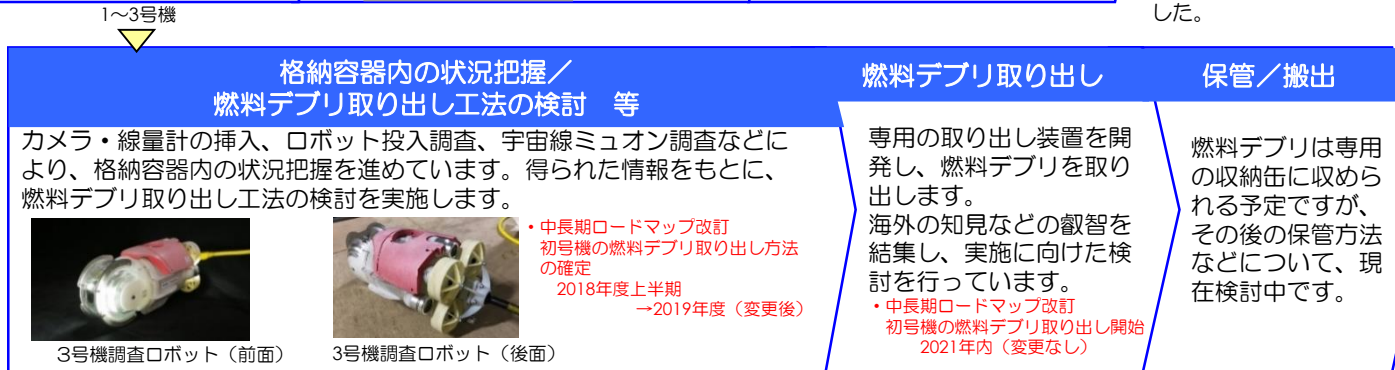 1～3号機
した。
格納容器内の状況把握／
燃料デブリ取り出し工法の検討　等
カメラ・線量計の挿入、ロボット投入調査、宇宙線ミュオン調査などに
より、格納容器内の状況把握を進めています。得られた情報をもとに、
燃料デブリ取り出し工法の検討を実施します。
・中長期ロードマップ改訂
初号機の燃料デブリ取り出し方法
の確定
2018年度上半期
→2019年度（変更後）
3号機調査ロボット（前面）
3号機調査ロボット（後面）
燃料デブリ取り出し
専用の取り出し装置を開
発し、燃料デブリを取り
出します。
海外の知見などの叡智を
結集し、実施に向けた検
討を行っています。
・中長期ロードマップ改訂
初号機の燃料デブリ取り出し開始
2021年内（変更なし）
保管／搬出
燃料デブリは専用
の収納缶に収めら
れる予定ですが、
その後の保管方法
などについて、現
在検討中です。